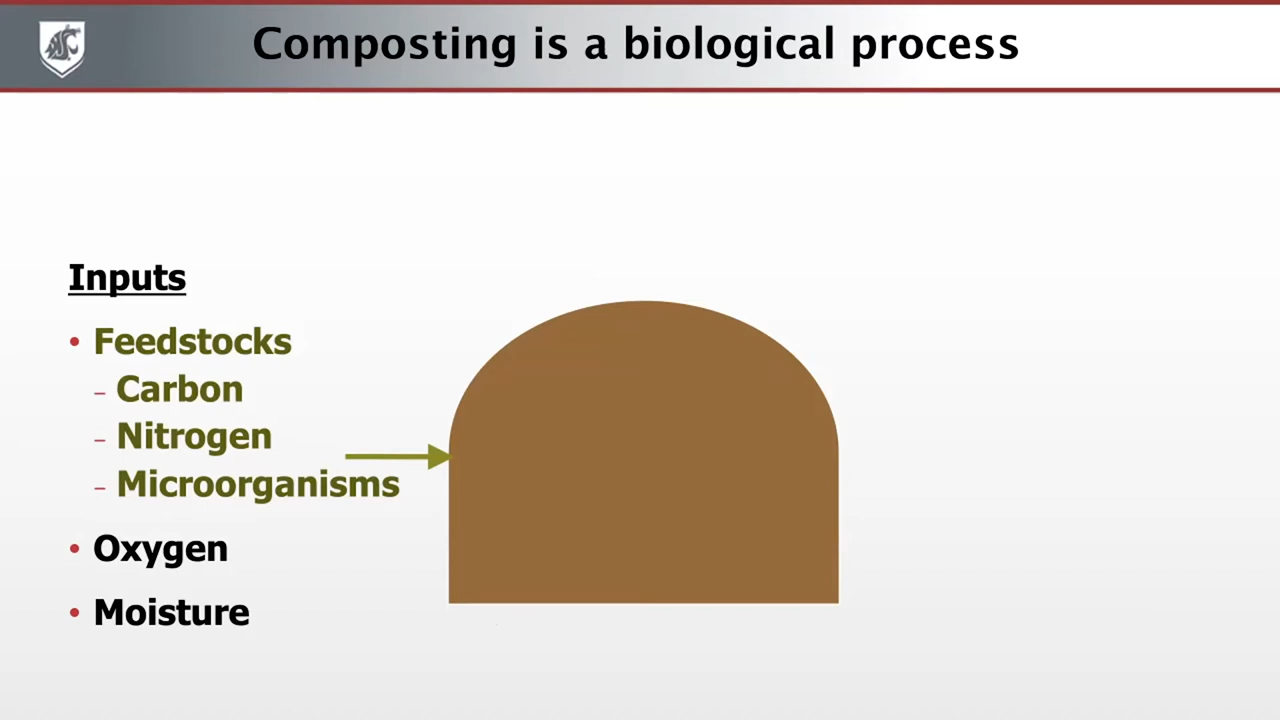 Composting is a biological process
Inputs
• Feedstocks
– Carbon
– Nitrogen
– Microorganisms
• Oxygen
• Moisture